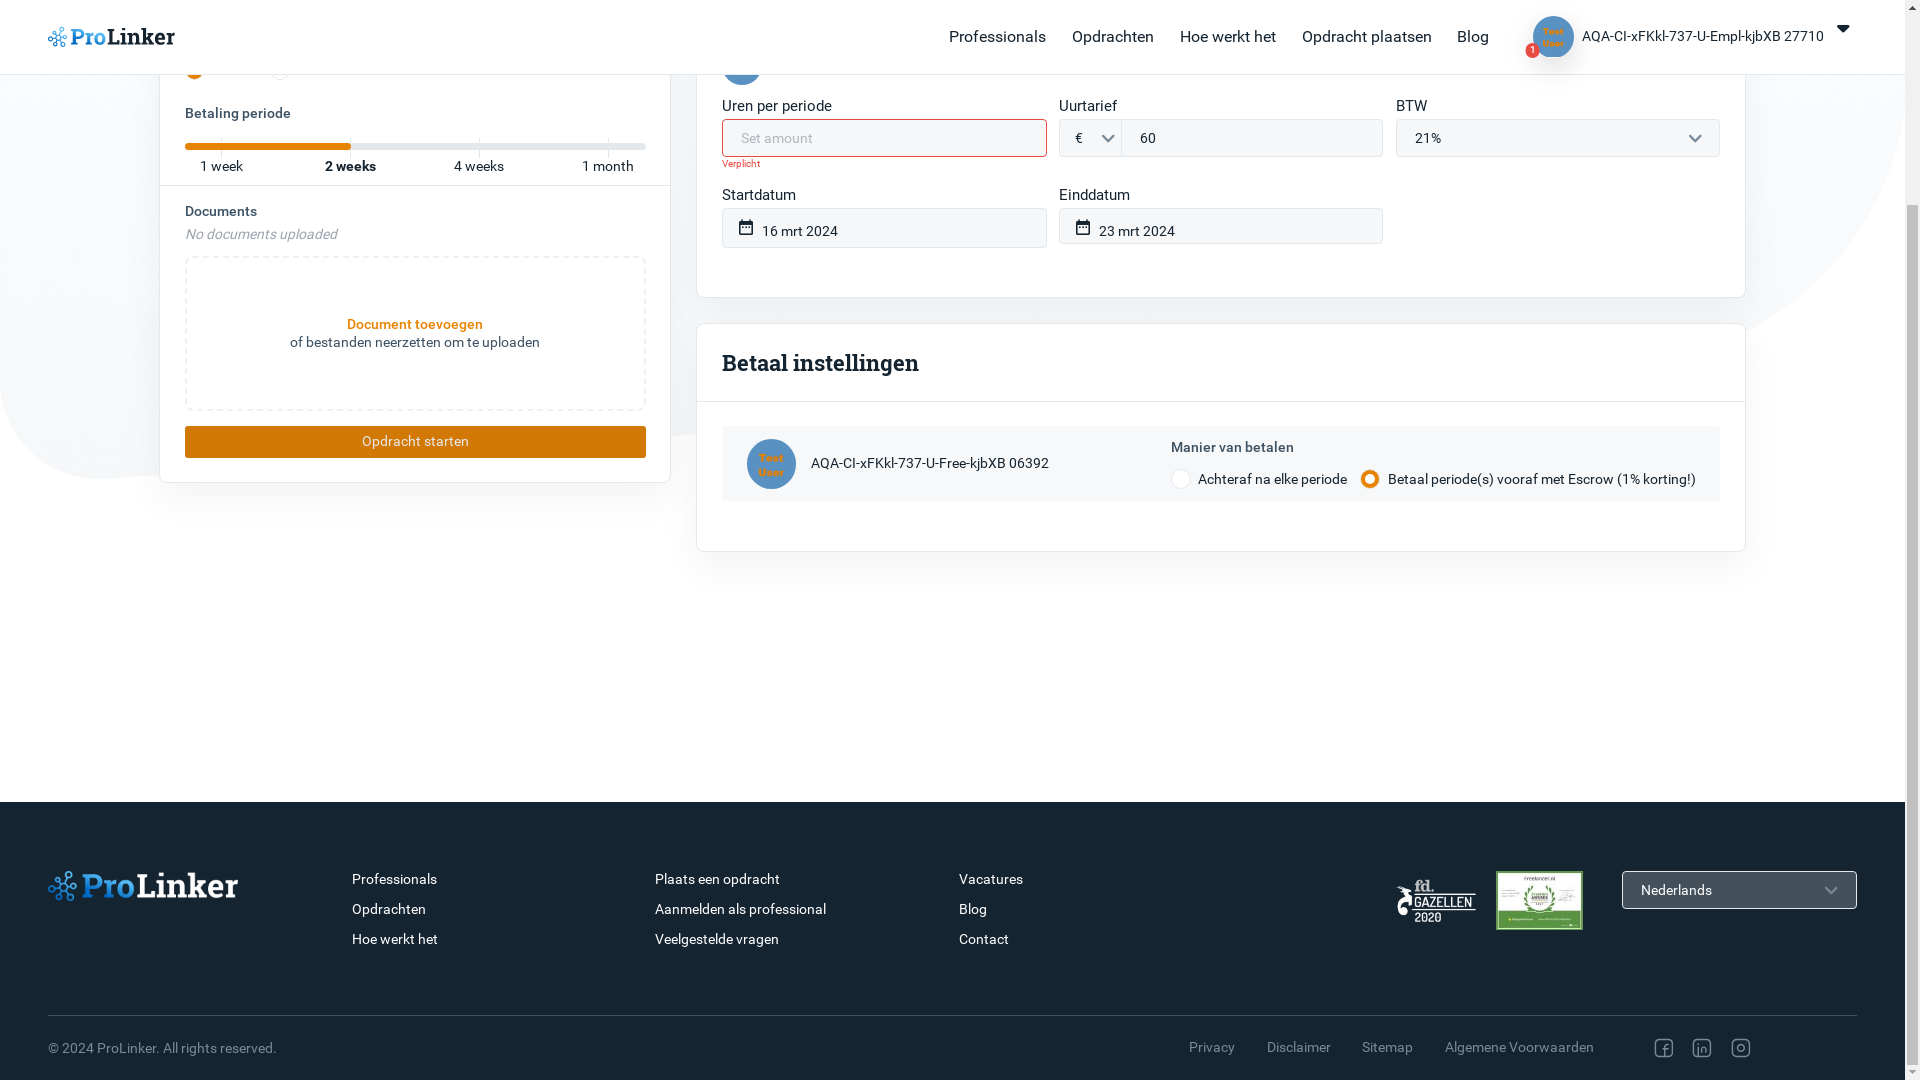 ProLinker
Professionals
Opdrachten
Hoe werkt het
Opdracht plaatsen
Blog
Test
User
1
AQA-CI-xFKkl-737-U-Empl-kjbXB 27710
Betaling periode
1 week
2 weeks
4 weeks
1 month
Documents
No documents uploaded
Document toevoegen
of bestanden neerzetten om te uploaden
Opdracht starten
Uren per periode
Set amount
Verplicht
Uurtarief
€
60
BTW
21%
Startdatum
16 mrt 2024
Einddatum
23 mrt 2024
Betaal instellingen
Test
User
AQA-CI-xFKkl-737-U-Free-kjbXB 06392
Manier van betalen
Achteraf na elke periode
Betaal periode(s) vooraf met Escrow (1% korting!)
ProLinker
Professionals
Opdrachten
Hoe werkt het
Plaats een opdracht
Aanmelden als professional
Veelgestelde vragen
Vacatures
Blog
Contact
fd.
GAZELLEN
2020
Freelancer.nl
Nederlands
© 2024 ProLinker. All rights reserved.
Privacy
Disclaimer
Sitemap
Algemene Voorwaarden